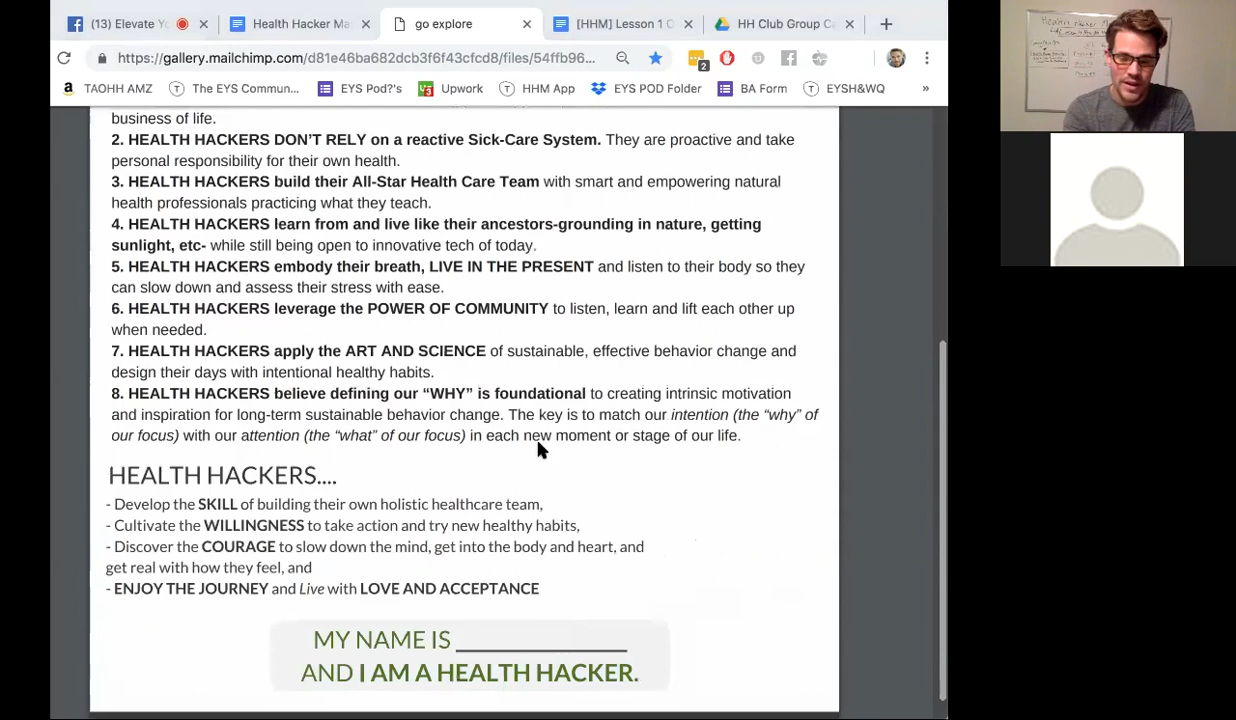 (13) Elevate Y
Health Hacker Ma
go explore
[HHM] Lesson 1 O
HH Club Group Ca
https://gallery.mailchimp.com/d81e46ba682dcb3f6f43cfcd8/files/54ffb96...
2
TAOHH AMZ
The EYS Commun...
EYS Pod?'s
Upwork
HHM App
EYS POD Folder
BA Form
EYSH&WQ
»
business of life.
2. HEALTH HACKERS DON'T RELY on a reactive Sick-Care System. They are proactive and take
personal responsibility for their own health.
3. HEALTH HACKERS build their All-Star Health Care Team with smart and empowering natural
health professionals practicing what they teach.
4. HEALTH HACKERS learn from and live like their ancestors-grounding in nature, getting
sunlight, etc- while still being open to innovative tech of today.
5. HEALTH HACKERS embody their breath, LIVE IN THE PRESENT and listen to their body so they
can slow down and assess their stress with ease.
6. HEALTH HACKERS leverage the POWER OF COMMUNITY to listen, learn and lift each other up
when needed.
7. HEALTH HACKERS apply the ART AND SCIENCE of sustainable, effective behavior change and
design their days with intentional healthy habits.
8. HEALTH HACKERS believe defining our “WHY” is foundational to creating intrinsic motivation
and inspiration for long-term sustainable behavior change. The key is to match our intention (the “why” of
our focus) with our attention (the “what” of our focus) in each new moment or stage of our life.
HEALTH HACKERS....
- Develop the SKILL of building their own holistic healthcare team,
- Cultivate the WILLINGNESS to take action and try new healthy habits,
- Discover the COURAGE to slow down the mind, get into the body and heart, and
get real with how they feel, and
- ENJOY THE JOURNEY and Live with LOVE AND ACCEPTANCE
MY NAME IS _______________
AND I AM A HEALTH HACKER.
Health Hacker